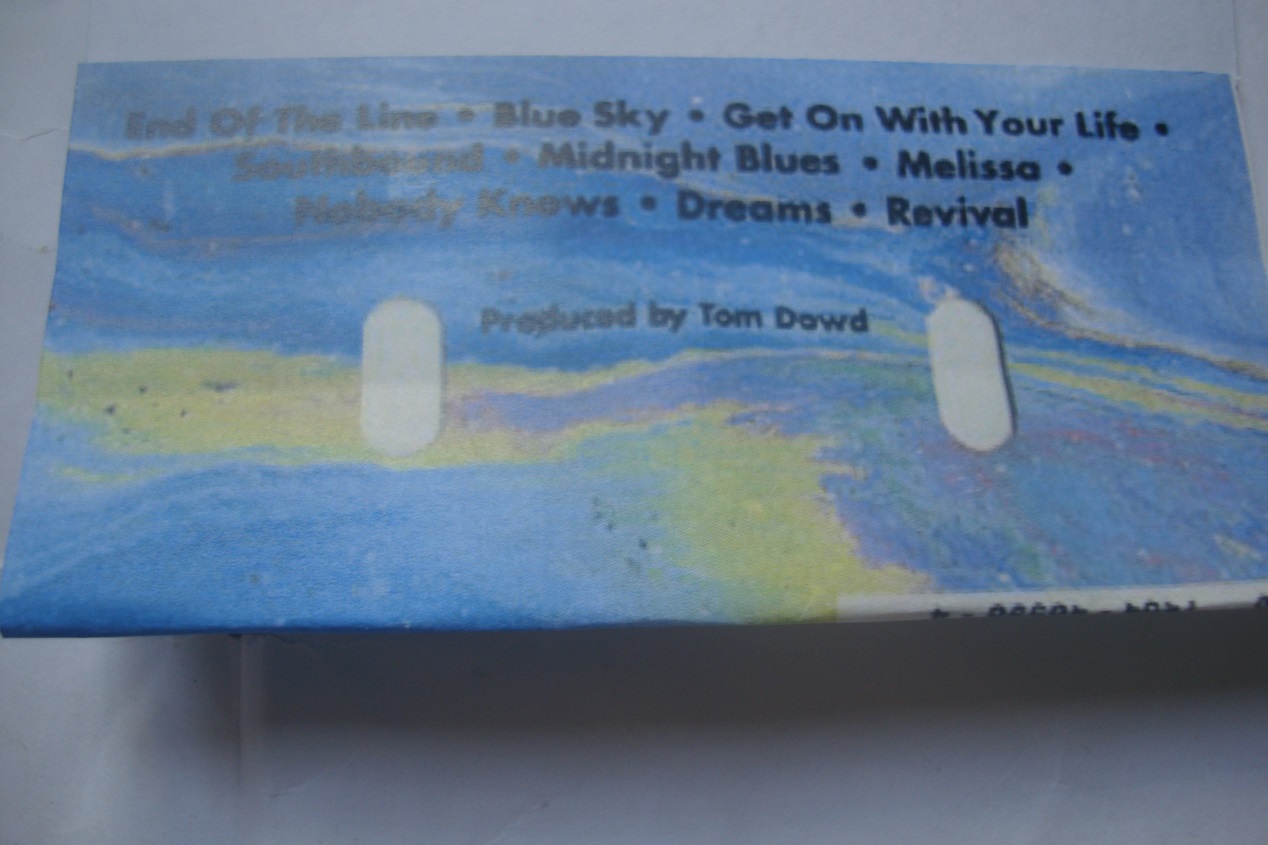 End Of The Line • Blue Sky • Get On With Your Life •
Southbound • Midnight Blues • Melissa •
Nobody Knows • Dreams • Revival
Produced by Tom Dowd